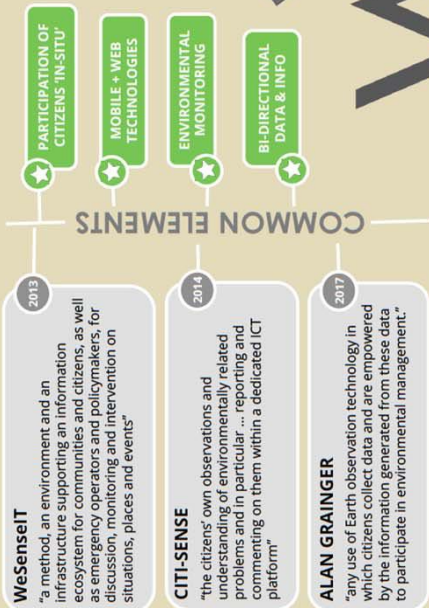 WeSenseIT
2013
"a method, an environment and an
infrastructure supporting an information
ecosystem for communities and citizens, as well
as emergency operators and policymakers, for
discussion, monitoring and intervention on
situations, places and events"
CITI-SENSE
2014
"the citizens' own observations and
understanding of environmentally related
problems and in particular ... reporting and
commenting on them within a dedicated ICT
platform"
ALAN GRAINGER
2017
"any use of Earth observation technology in
which citizens collect data and are empowered
by the information generated from these data
to participate in environmental management."
COMMON ELEMENTS
PARTICIPATION OF
CITIZENS 'IN-SITU'
MOBILE + WEB
TECHNOLOGIES
ENVIRONMENTAL
MONITORING
BI-DIRECTIONAL
DATA & INFO